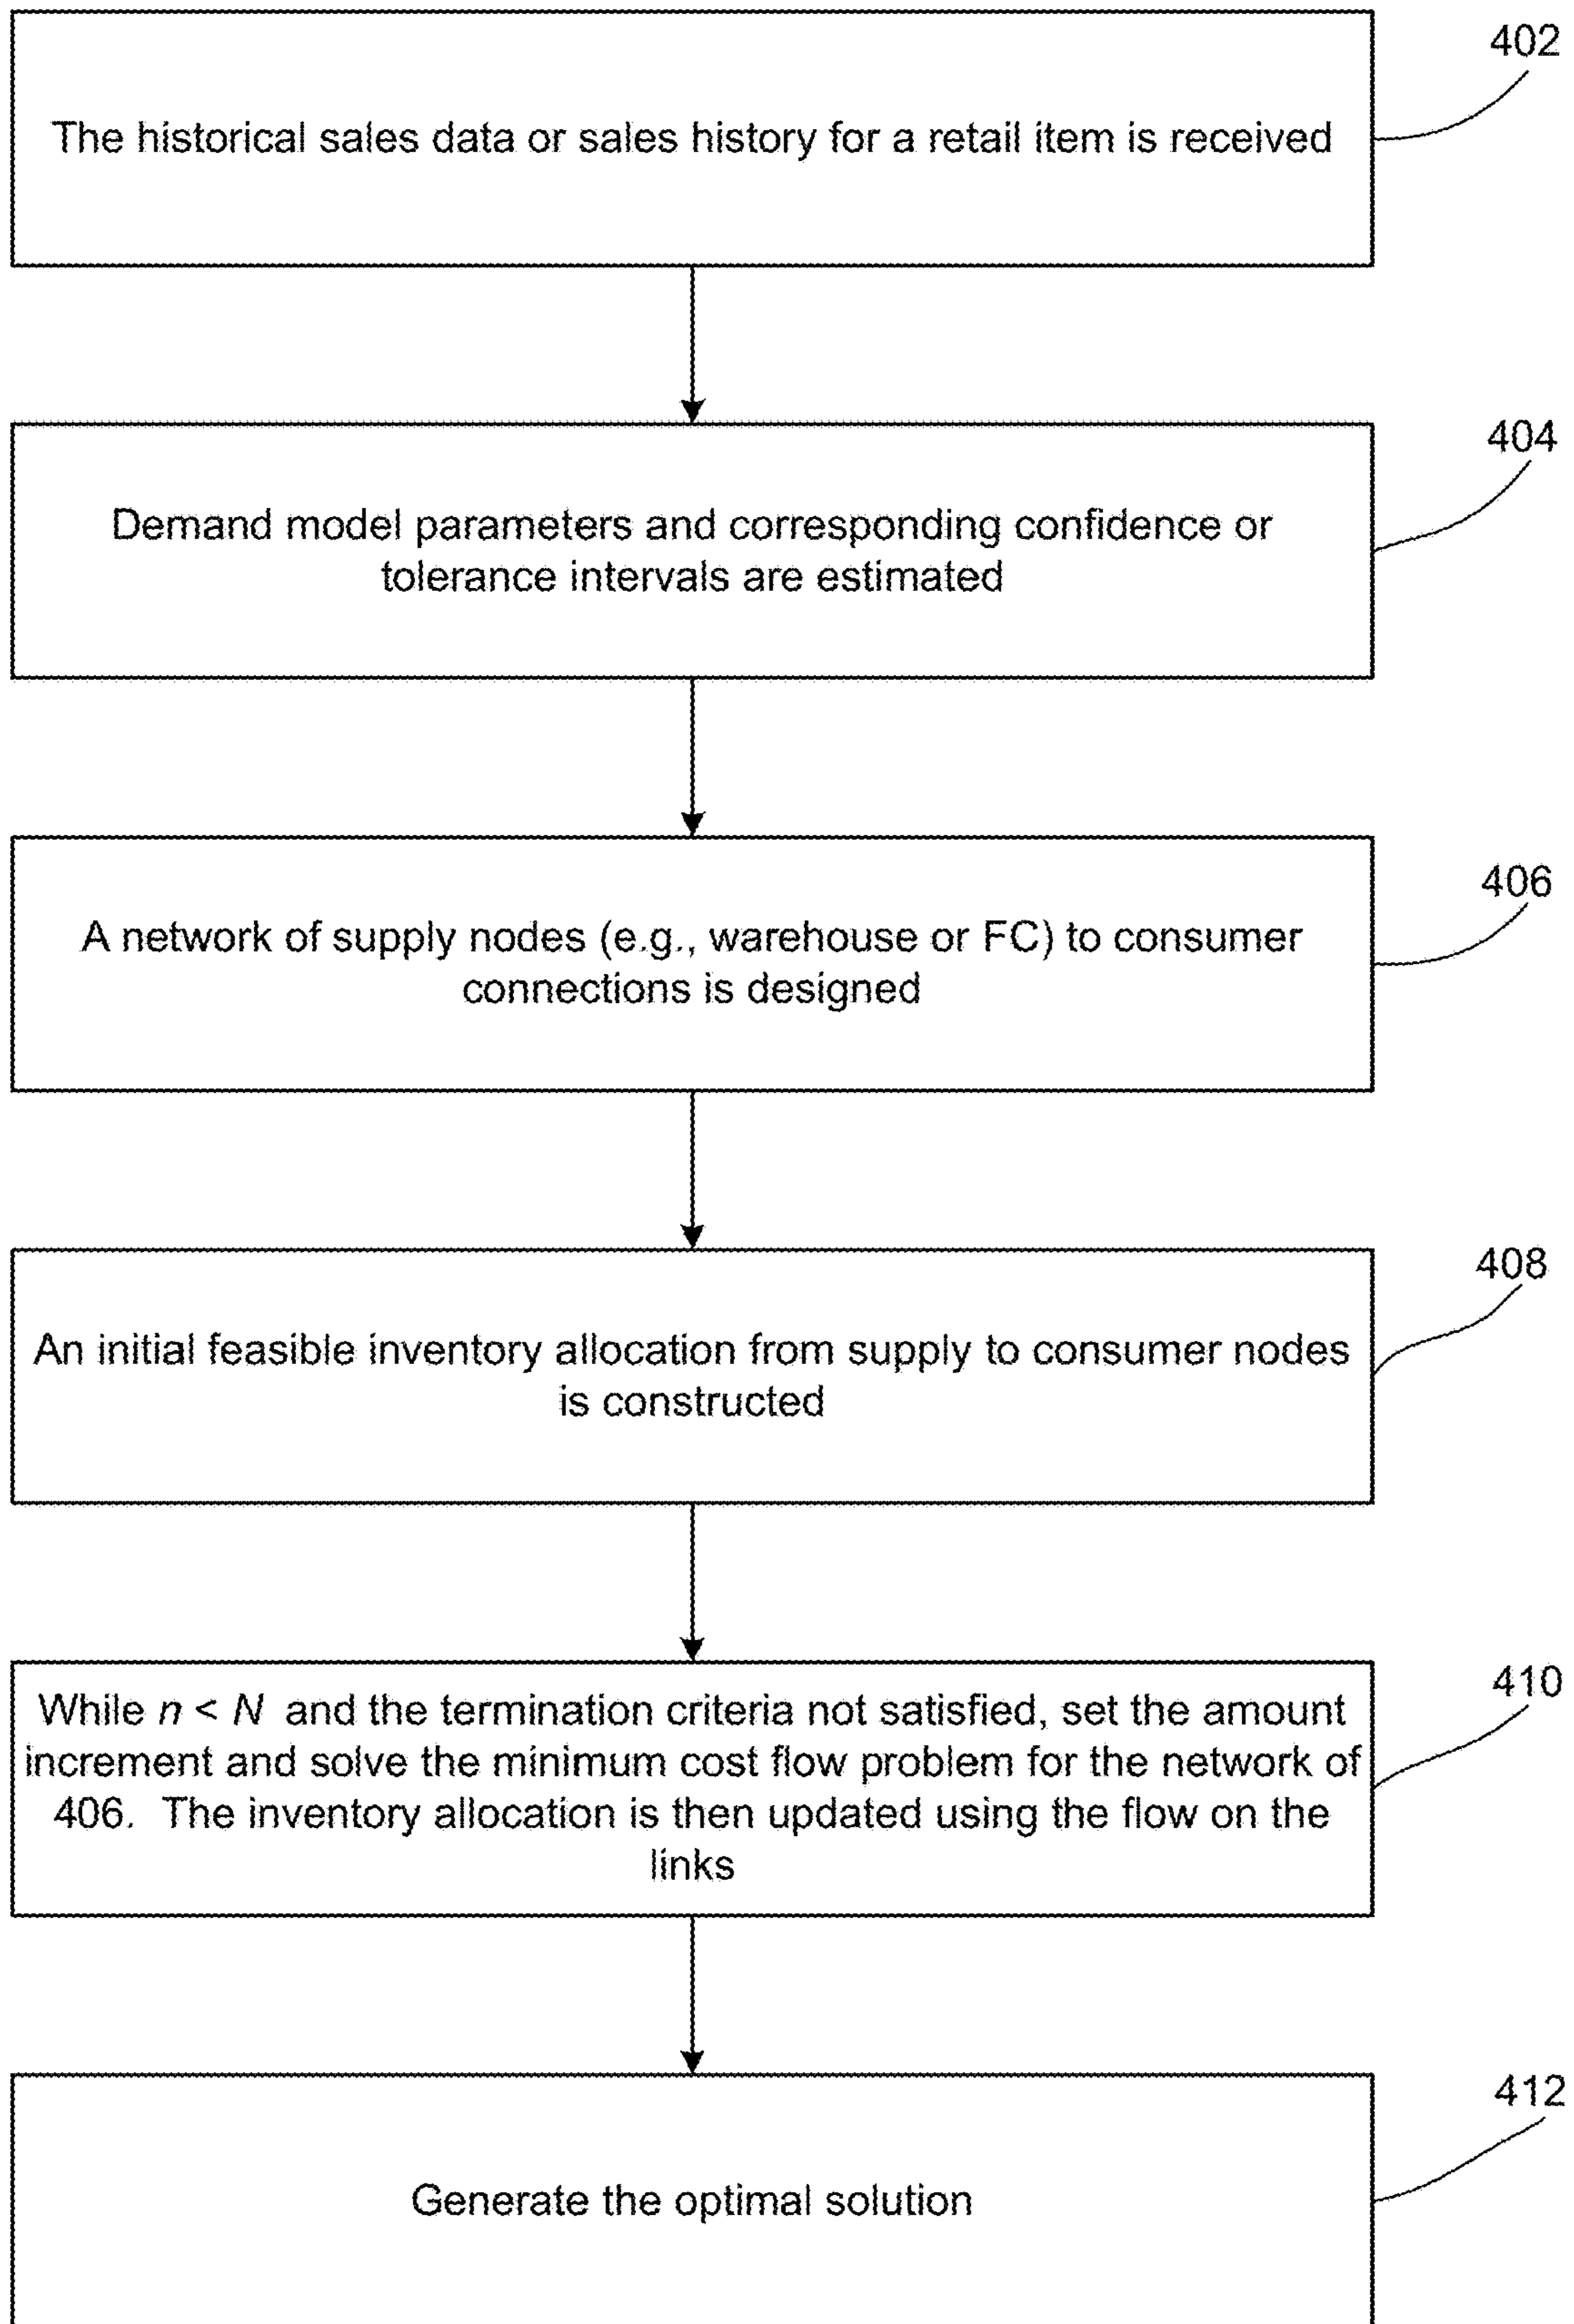 402
The historical sales data or sales history for a retail item is received
404
Demand model parameters and corresponding confidence or
tolerance intervals are estimated
406
A network of supply nodes (e.g., warehouse or FC) to consumer
connections is designed
408
An initial feasible inventory allocation from supply to consumer nodes
is constructed
410
While n < N and the termination criteria not satisfied, set the amount
increment and solve the minimum cost flow problem for the network of
406. The inventory allocation is then updated using the flow on the
links
412
Generate the optimal solution